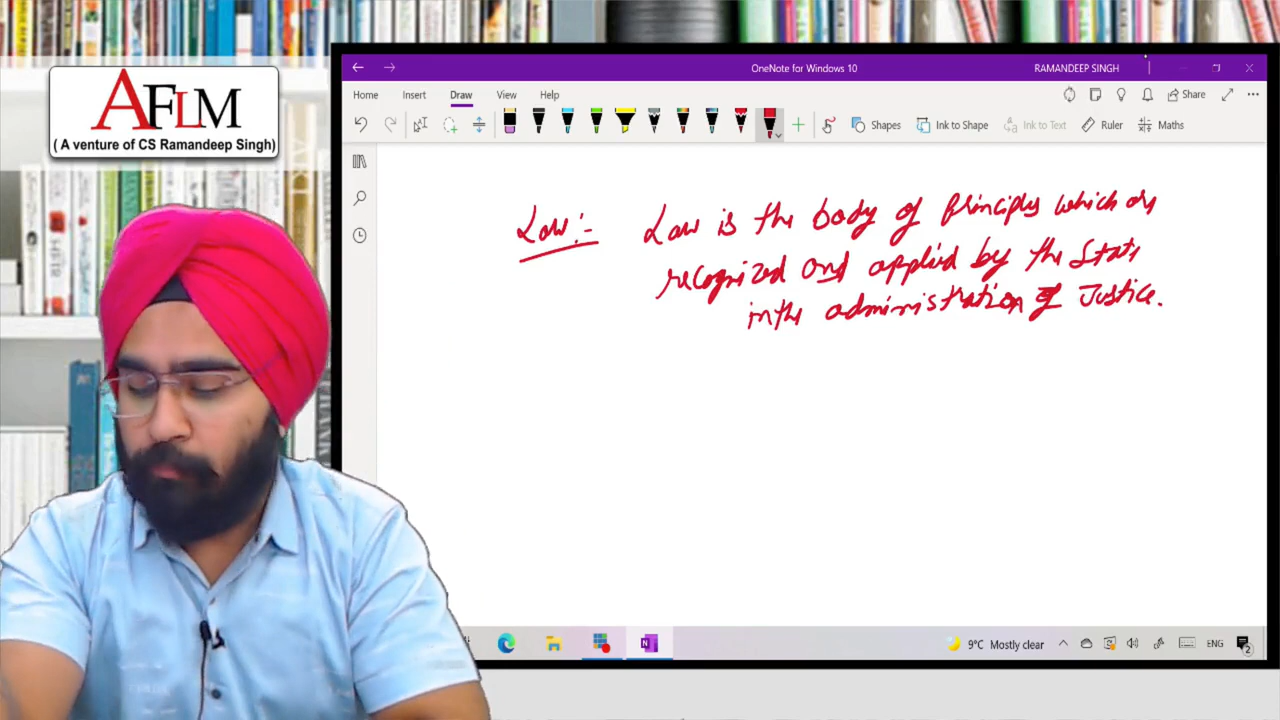 AFLM
( A venture of CS Ramandeep Singh)
OneNote for Windows 10
RAMANDEEP SINGH
Home Insert Draw View Help
Share
Shapes
Ink to Shape
Ink to Text
Ruler
Maths
Law:- Law is the body of Principles which are
recognized and applied by the State
in the administration of Justice.
9°C Mostly clear
ENG
2